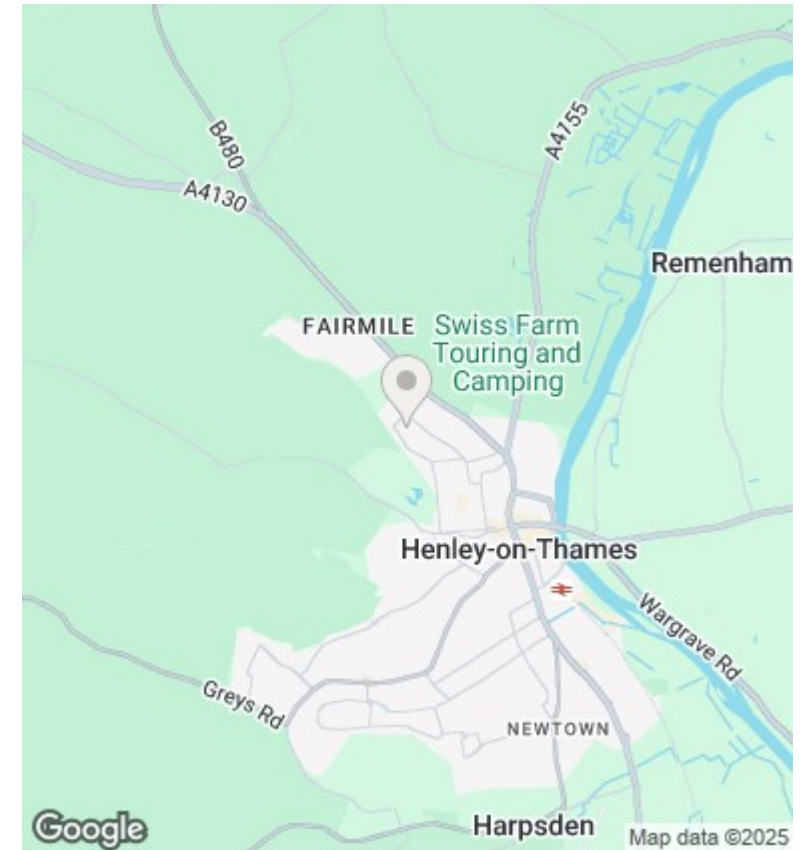 B480
A4155
A4130
Remenham
FAIRMILE
Swiss Farm
Touring and
Camping
Henley-on-Thames
Wargrave Rd
Greys Rd
NEWTOWN
Harpsden
Google
Map data ©2025